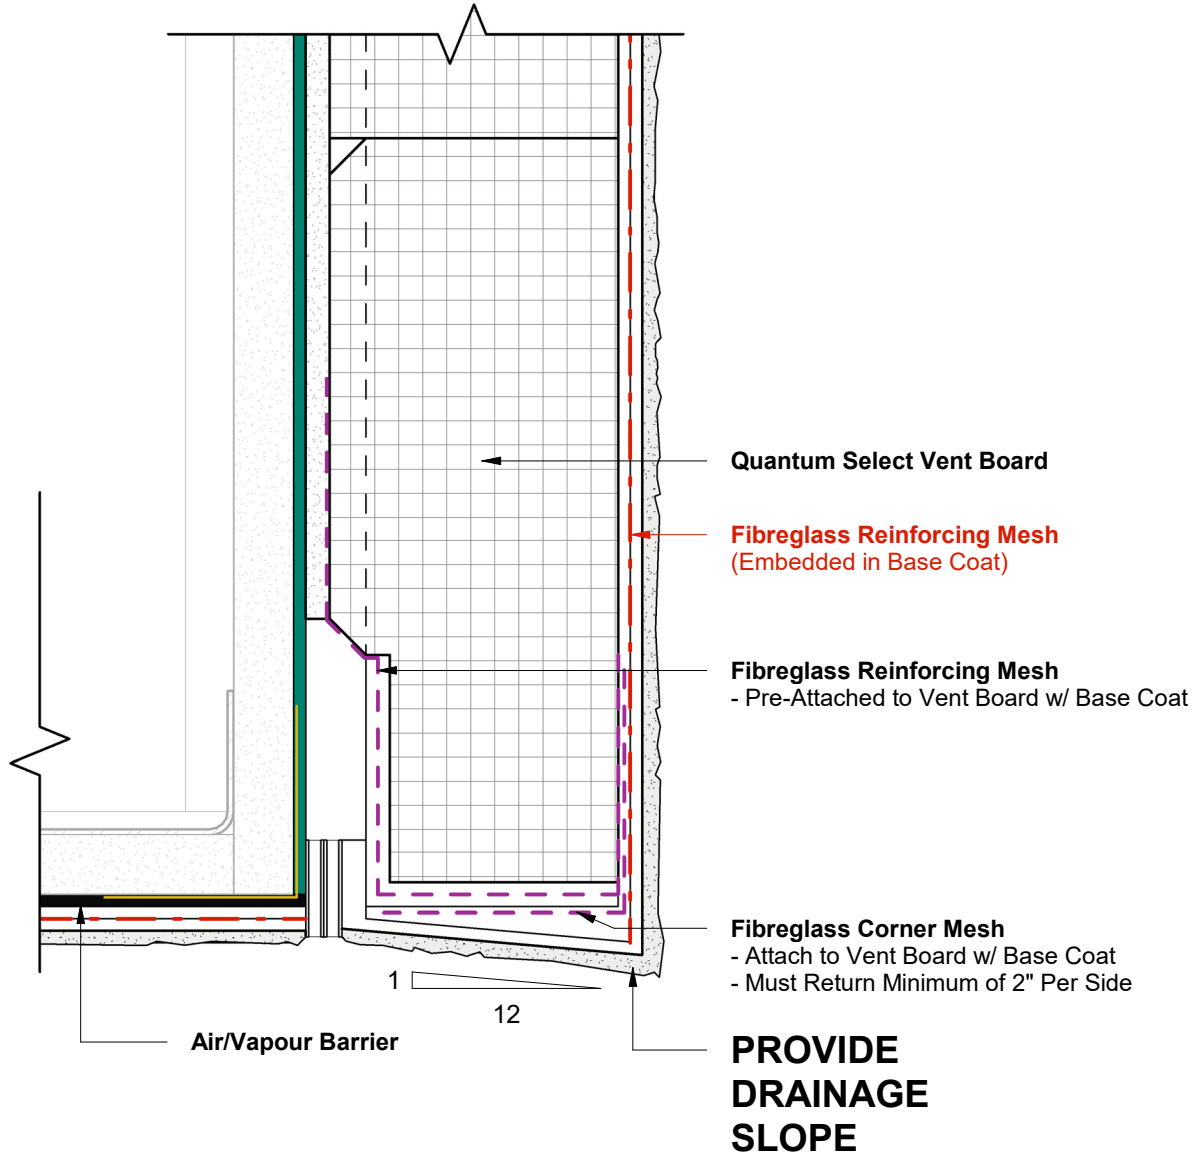 Quantum Select Vent Board
Fibreglass Reinforcing Mesh
(Embedded in Base Coat)
Fibreglass Reinforcing Mesh
- Pre-Attached to Vent Board w/ Base Coat
Fibreglass Corner Mesh
- Attach to Vent Board w/ Base Coat
- Must Return Minimum of 2" Per Side
1
12
Air/Vapour Barrier
PROVIDE
DRAINAGE
SLOPE